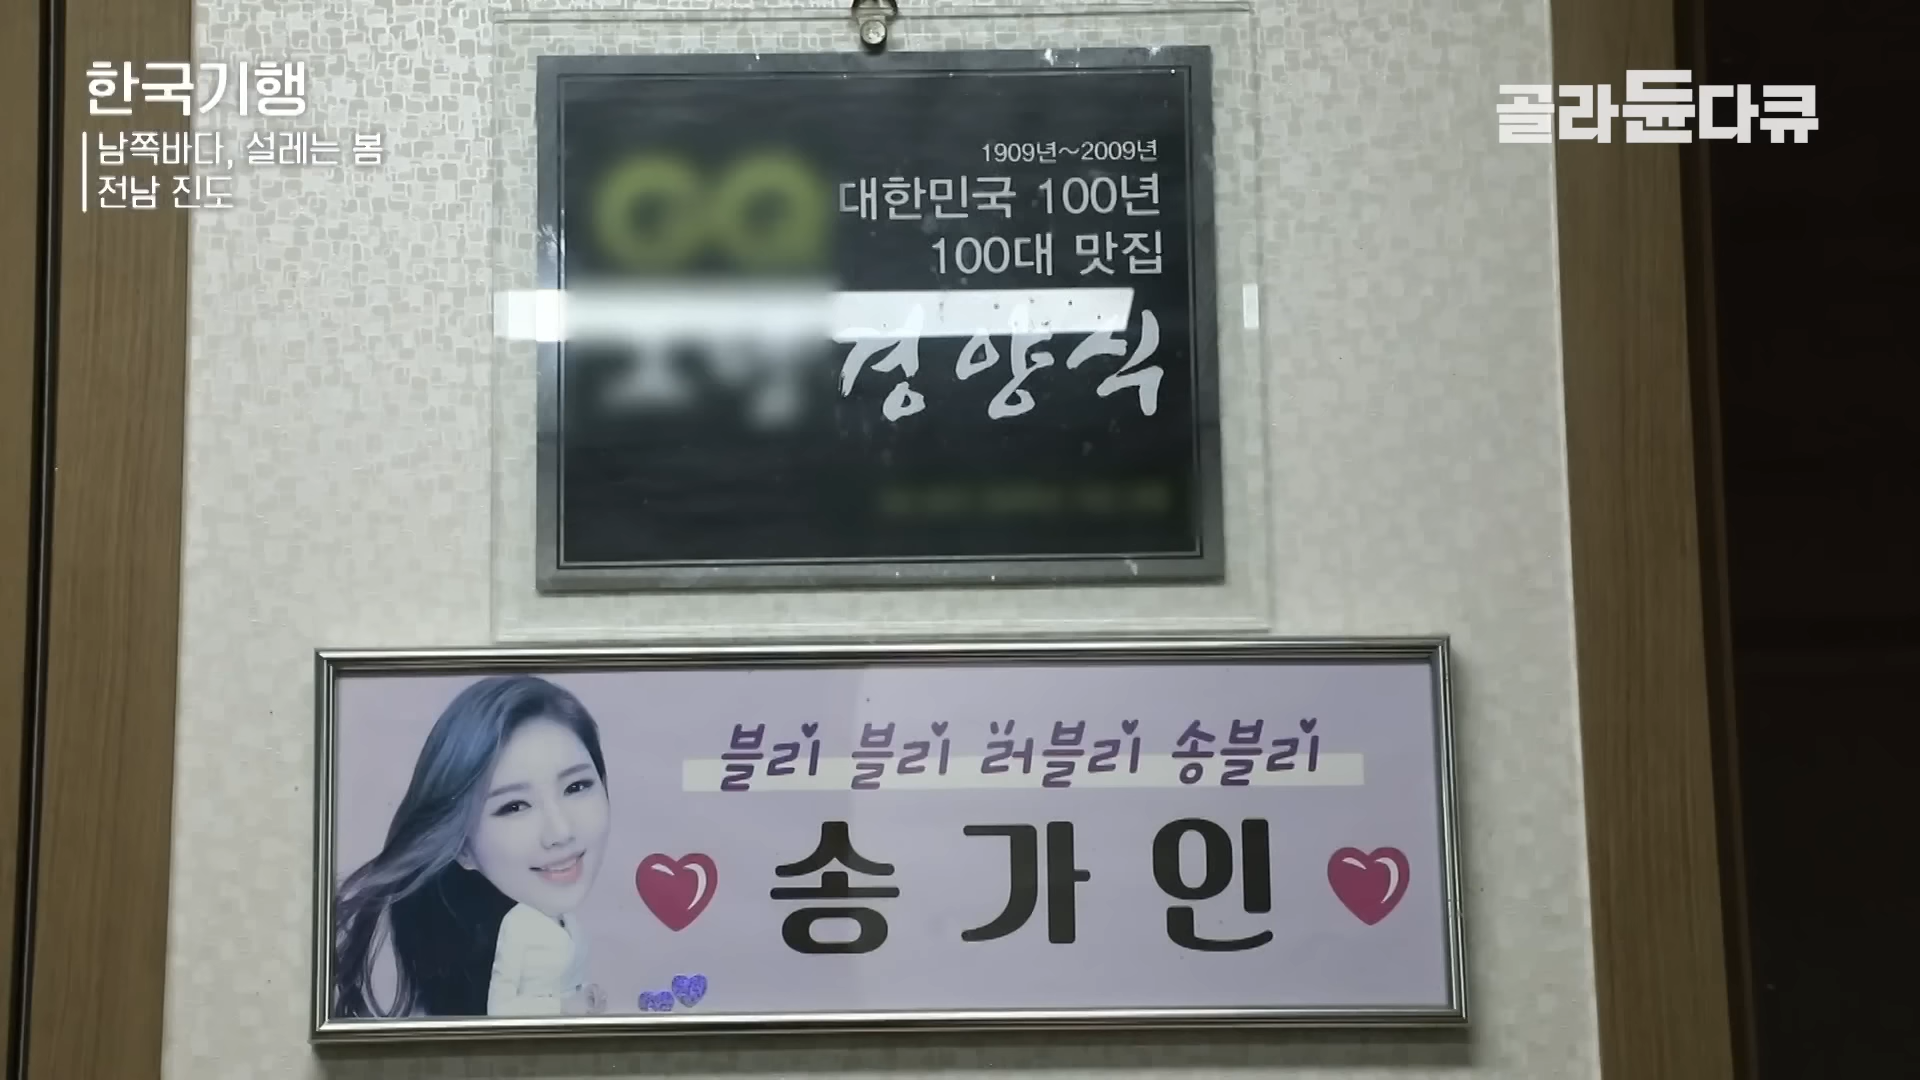 한국기행
남쪽바다, 설레는 봄
전남 진도
골라둔다큐
1909년~2009년
대한민국 100년
100대 맛집
경양식
블리 블리 러블리 송블리
송가인